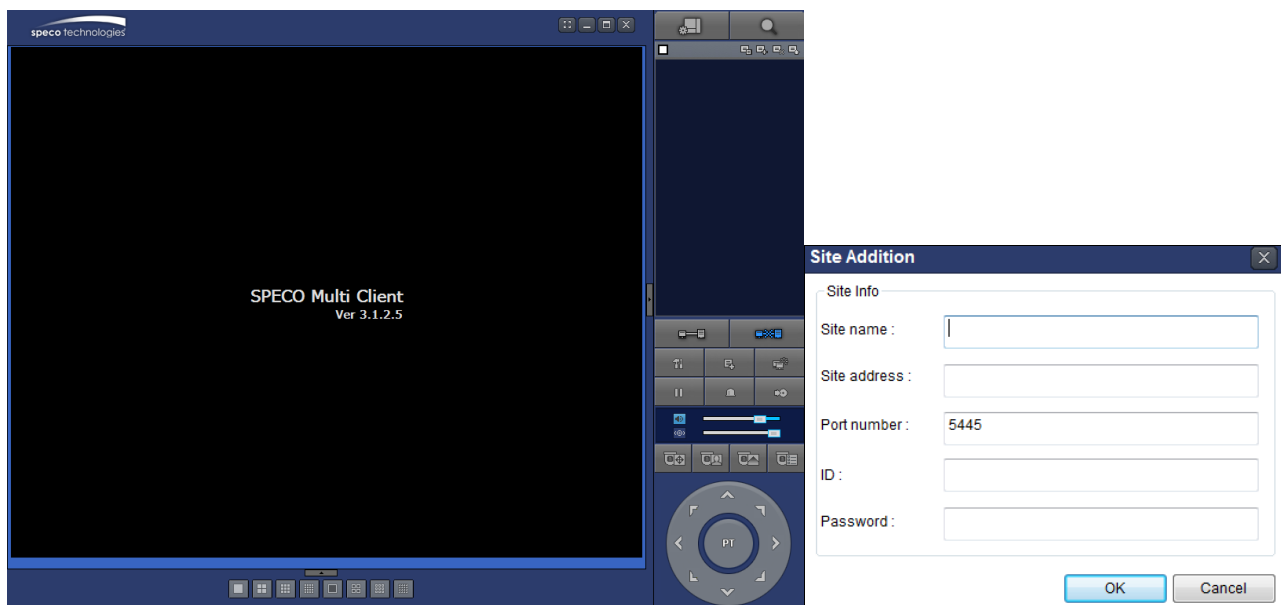 speco technologies
SPECO Multi Client
Ver 3.1.2.5
PT
Site Addition
Site Info
Site name :
Site address :
Port number :
5445
ID :
Password :
OK
Cancel